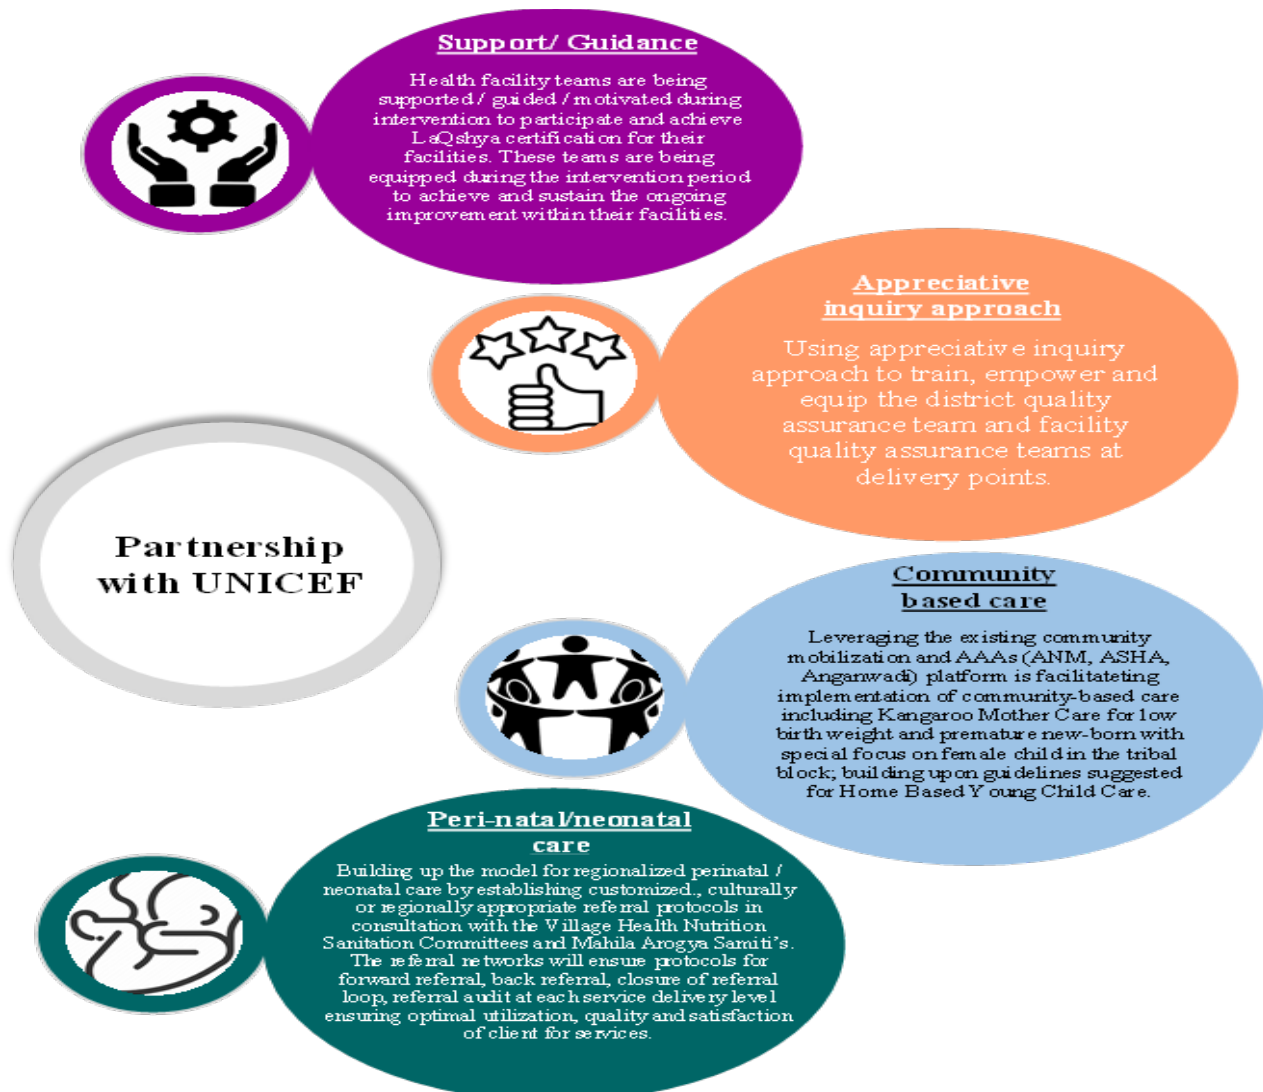 Support/ Guidance
Health facility teams are being
supported / guided / motivated during
intervention to participate and achieve
LaQshya certification for their
facilities. These teams are being
equipped during the intervention period
to achieve and sustain the ongoing
improvement within their facilities.
Appreciative
inquiry approach
Using appreciative inquiry
approach to train, empower and
equip the district quality
assurance team and facility
quality assurance teams at
delivery points.
Partnership
with UNICEF
Community
based care
Leveraging the existing community
mobilization and AAAs (ANM, ASHA,
Anganwadi) platform is facilitateting
implementation of community-based care
including Kangaroo Mother Care for low
birth weight and premature new-born with
special focus on female child in the tribal
block; building upon guidelines suggested
for Home Based Young Child Care.
Peri-natal/neonatal
care
Building up the model for regionalized perinatal /
neonatal care by establishing customized., culturally
or regionally appropriate referral protocols in
consultation with the Village Health Nutrition
Sanitation Committees and Mahila Arogya Samiti’s.
The referral networks will ensure protocols for
forward referral, back referral, closure of referral
loop, referral audit at each service delivery level
ensuring optimal utilization, quality and satisfaction
of client for services.